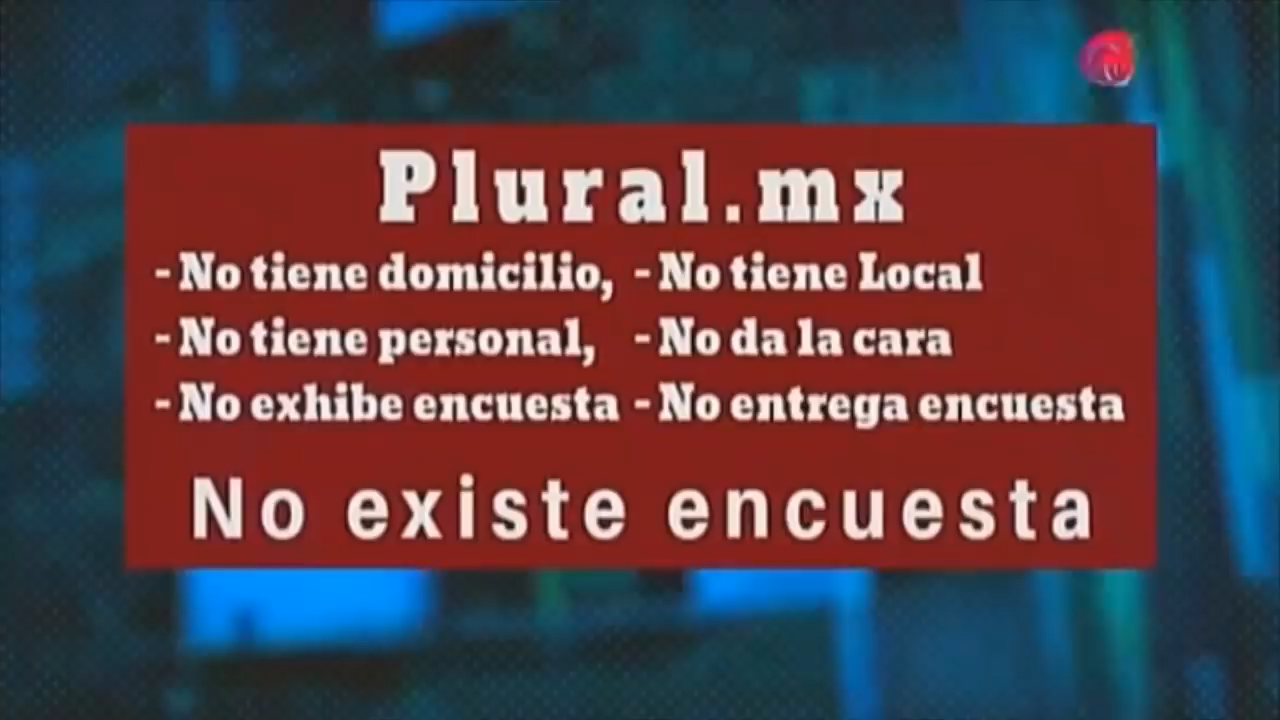 Plural.mx
- No tiene domicilio, - No tiene Local
- No tiene personal, - No da la cara
- No exhibe encuesta - No entrega encuesta
No existe encuesta